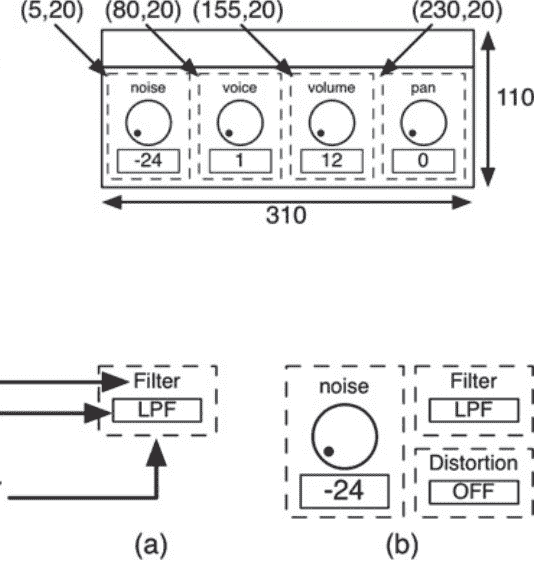 (5,20) (80,20) (155,20) (230,20)
noise voice volume pan
-24 1 12 0
110
310
Filter
LPF
(a)
noise
-24
Filter
LPF
Distortion
OFF
(b)